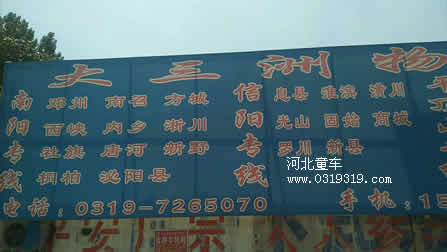 大三洲物
南阳专线
邓州 南召 方城
西峡 内乡 淅川
社旗 唐河 新野
桐柏 泌阳县
信阳专线
息县 淮滨 潢川
光山 固始 商城
罗川 新县
电话：0319-7265070
手机：15
河北童车
www.0319319.com